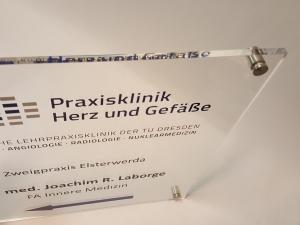 Praxisklinik
Herz und Gefäße
HE LEHRPRAXISKLINIK DER TU DRESDEN
· ANGIOLOGIE · RADIOLOGIE · NUKLEARMEDIZIN
Zweigpraxis Elsterwerda
med. Joachim R. Laborge
FA Innere Medizin